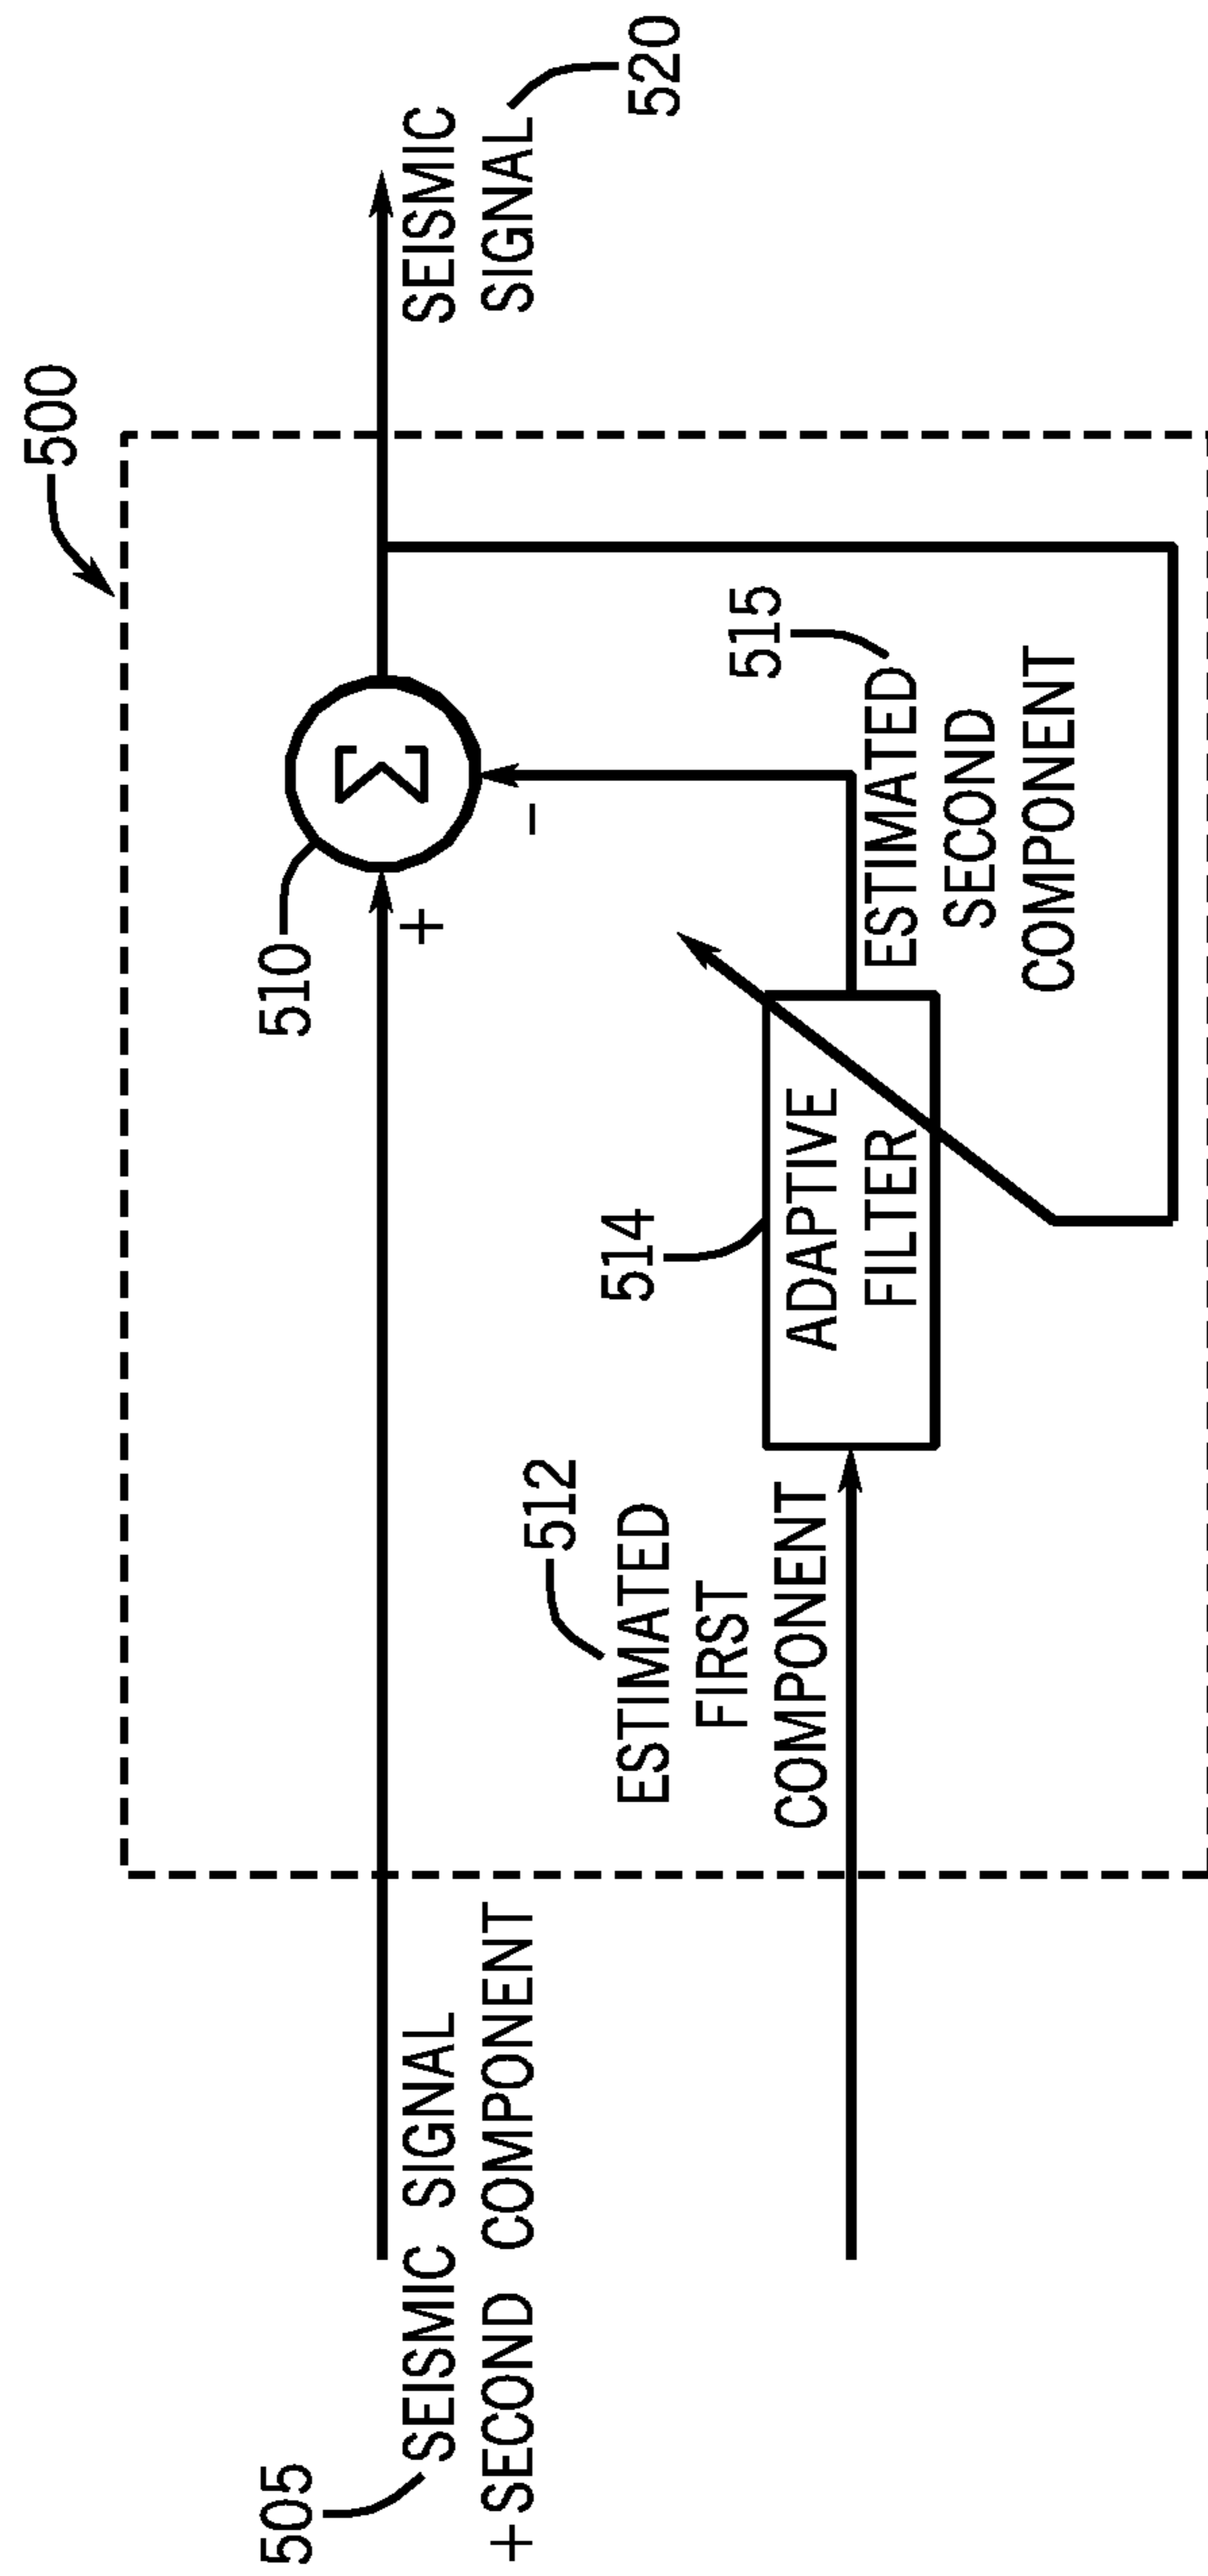 500
510
+
Σ
-
SEISMIC
SIGNAL
520
505
SEISMIC SIGNAL
+SECOND COMPONENT
512
ESTIMATED
FIRST
COMPONENT
514
ADAPTIVE
FILTER
515
ESTIMATED
SECOND
COMPONENT